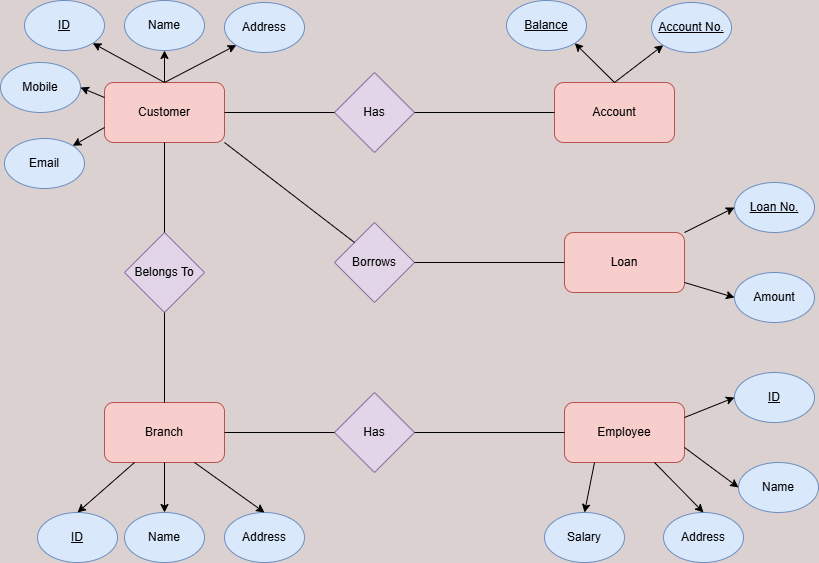 ID
Name
Address
Balance
Account No.
Mobile
Customer
Has
Account
Email
Loan No.
Belongs To
Borrows
Loan
Amount
ID
Branch
Has
Employee
Name
ID
Name
Address
Salary
Address